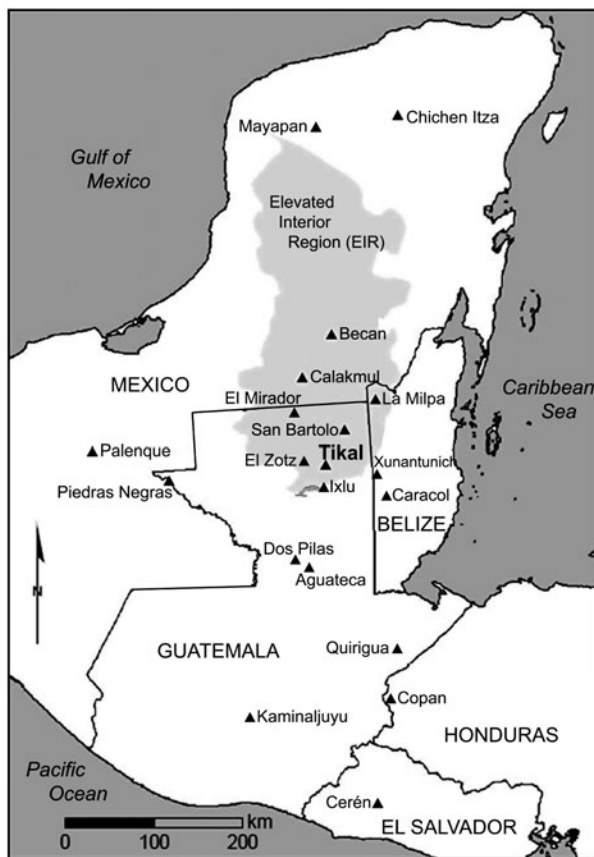 Mayapan
Chichen Itza
Gulf of
Mexico
Elevated
Interior
Region (EIR)
Becan
MEXICO
Calakmul
Caribbean
Sea
El Mirador
La Milpa
San Bartolo
Palenque
El Zotz
Tikal
Xunantunich
Piedras Negras
Ixlu
Caracol
BELIZE
N
Dos Pilas
Aguateca
GUATEMALA
Quirigua
Copan
Kaminaljuyu
HONDURAS
Pacific
Ocean
Cerén
km
0 100 200
EL SALVADOR